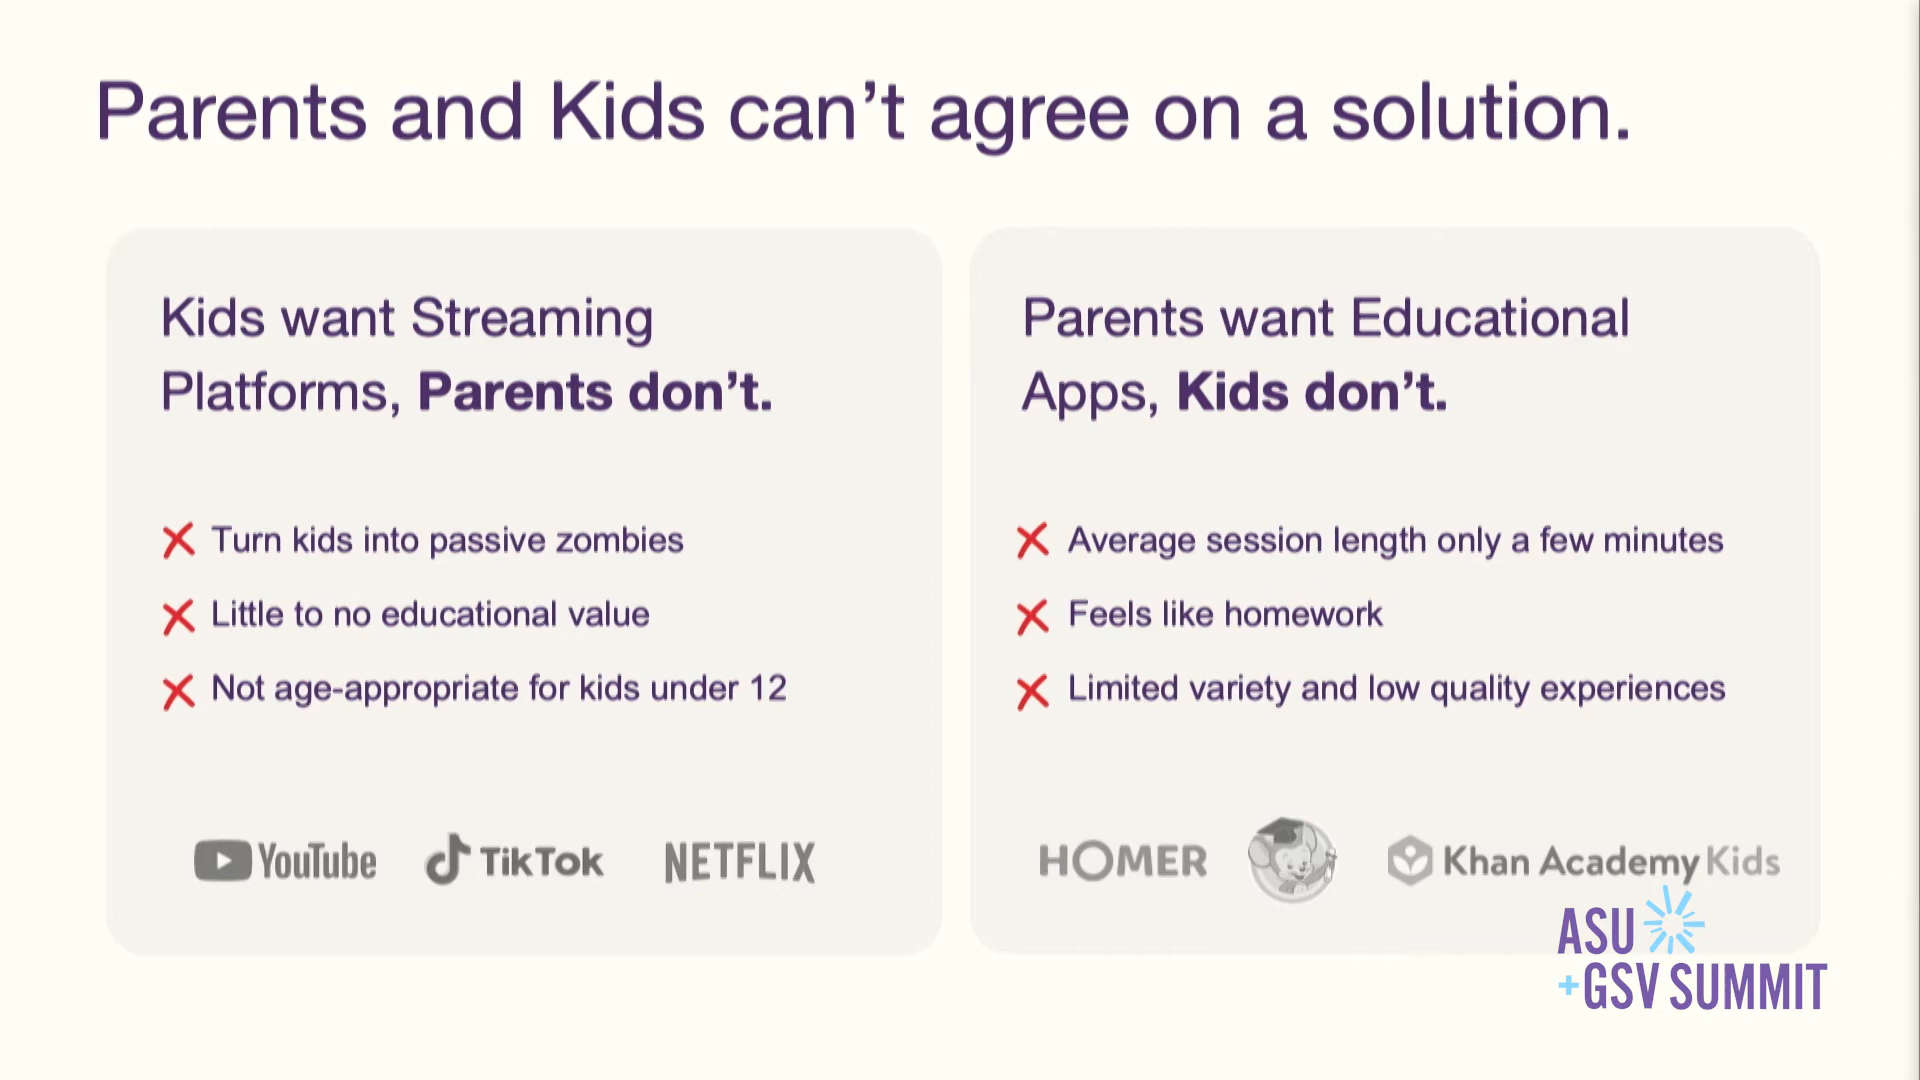 Parents and Kids can’t agree on a solution.
Kids want Streaming
Platforms, Parents don’t.
Turn kids into passive zombies
Little to no educational value
Not age-appropriate for kids under 12
YouTube
TikTok
NETFLIX
Parents want Educational
Apps, Kids don’t.
Average session length only a few minutes
Feels like homework
Limited variety and low quality experiences
HOMER
Khan Academy Kids
ASU
+GSV SUMMIT